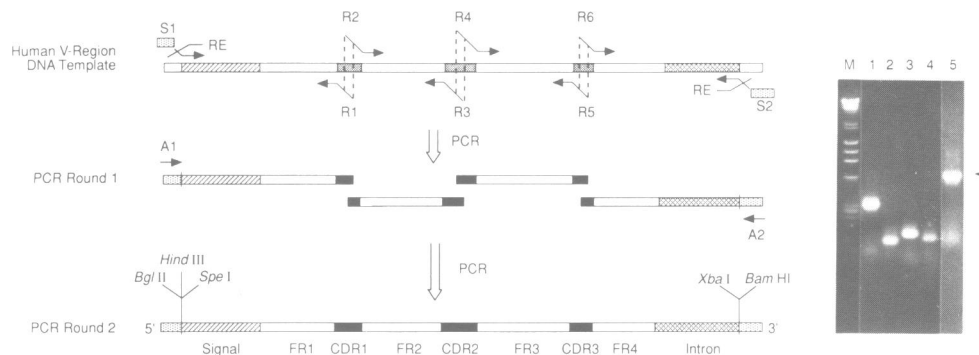 S1
RE
R2
R4
R6
Human V-Region
DNA Template
R1
R3
R5
RE
S2
PCR
A1
PCR Round 1
A2
PCR
Hind III
Bgl II
Spe I
Xba I
Bam HI
PCR Round 2
5'
3'
Signal
FR1
CDR1
FR2
CDR2
FR3
CDR3
FR4
Intron
M 1 2 3 4 5